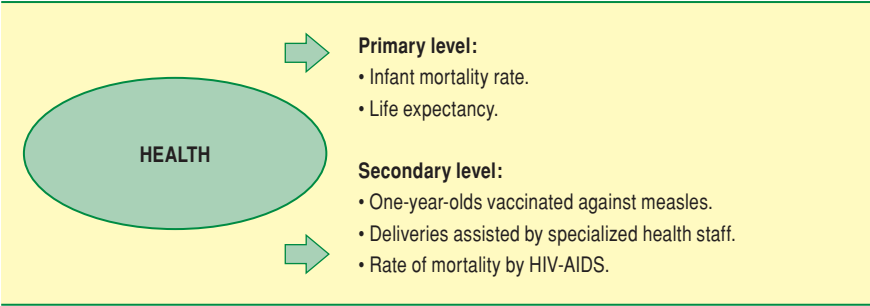 HEALTH
Primary level:
• Infant mortality rate.
• Life expectancy.
Secondary level:
• One-year-olds vaccinated against measles.
• Deliveries assisted by specialized health staff.
• Rate of mortality by HIV-AIDS.